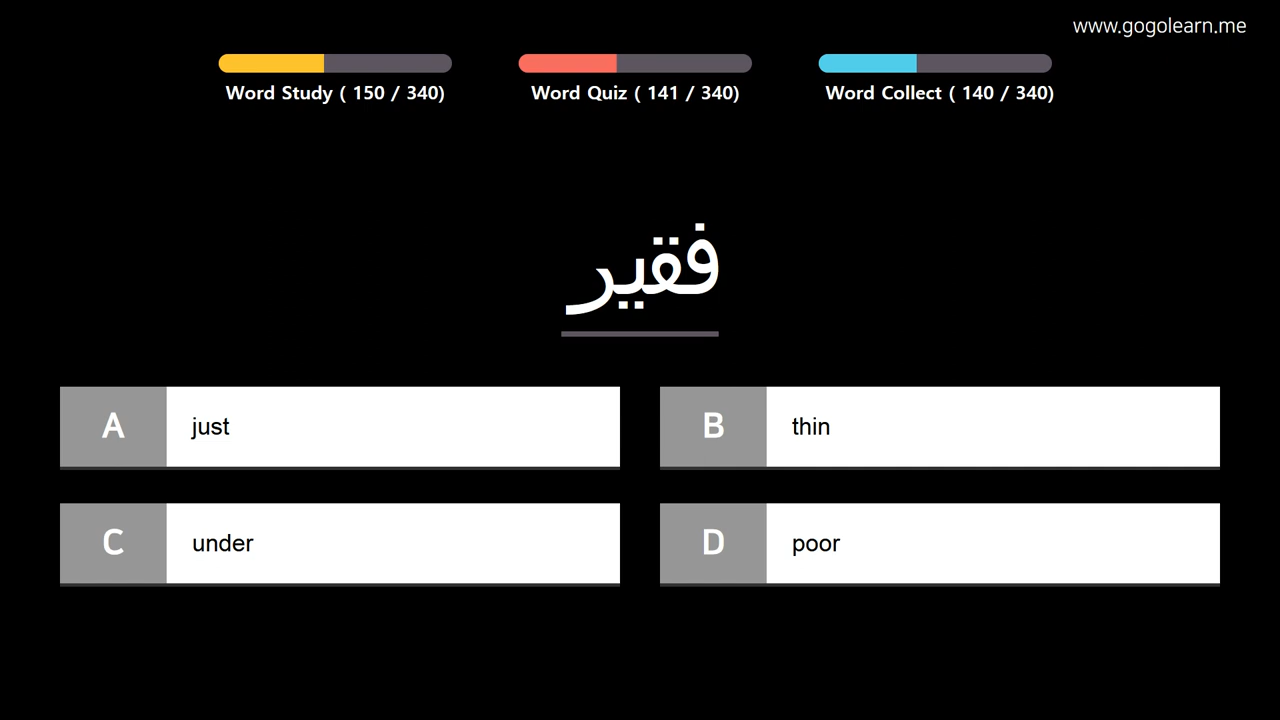 www.gogolearn.me
Word Study ( 150 / 340)
Word Quiz ( 141 / 340)
Word Collect ( 140 / 340)
فقير
A just
B thin
C under
D poor